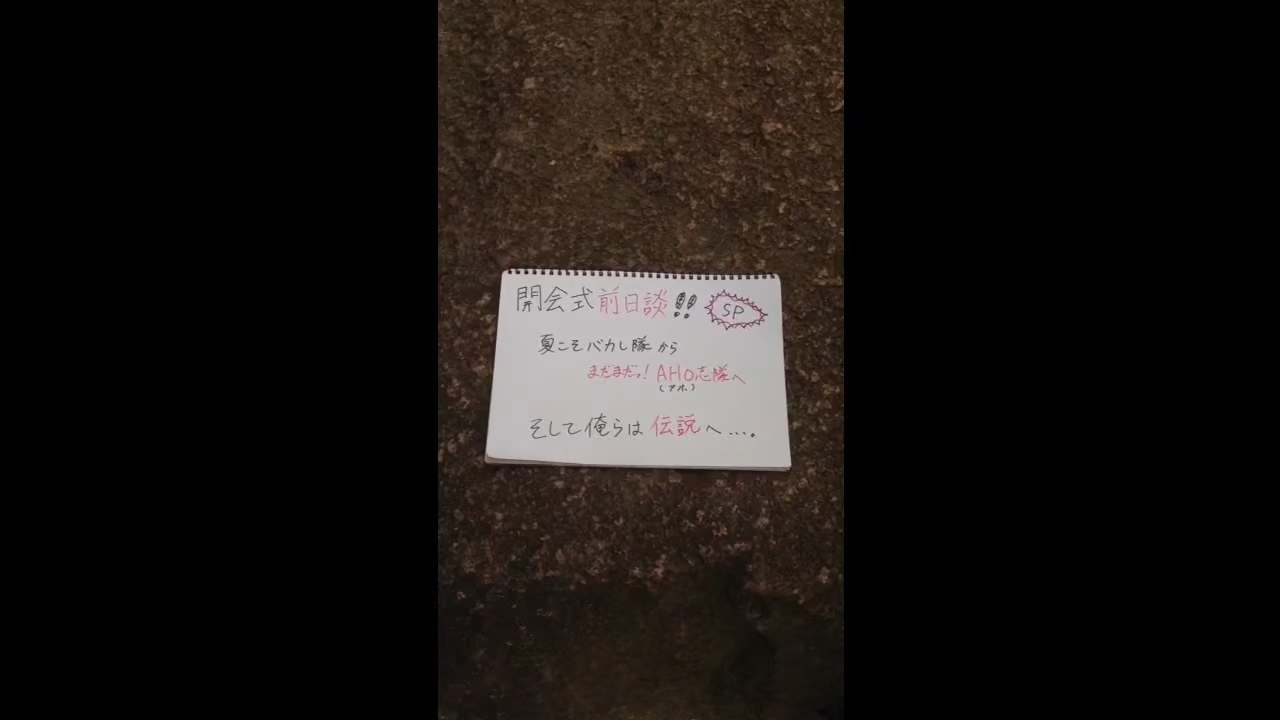 開会式前日談!! SP
夏こそバカし隊から
まだまだっ!AHO志隊へ
(アホ)
そして俺らは伝説へ…。